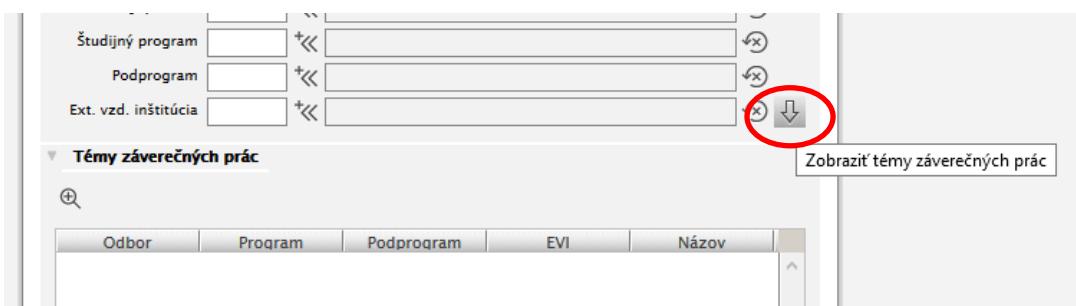 Študijný program
Podprogram
Ext. vzd. inštitúcia
Témy záverečných prác
Zobraziť témy záverečných prác
Odbor Program Podprogram EVI Názov